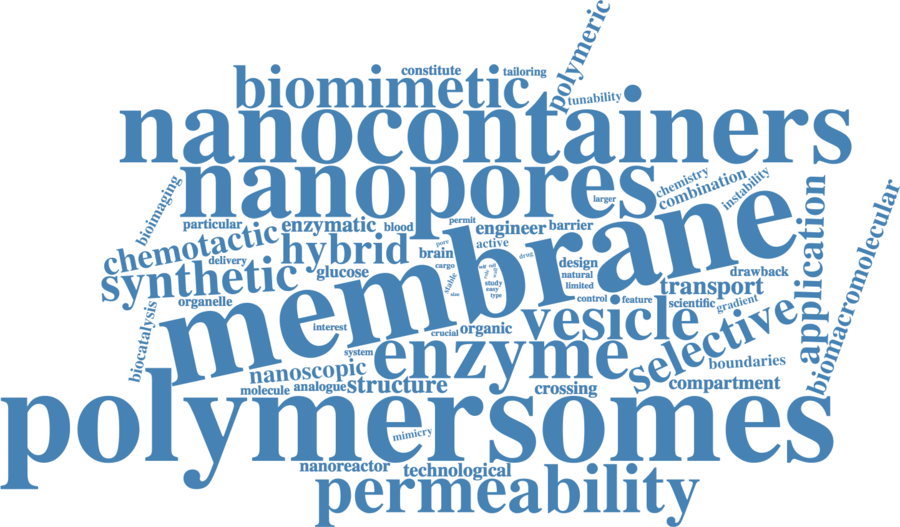 polymeric
constitute
tailoring
biomimetic
tunability
nanocontainers
nanopores
chemistry
combination
instability
larger
bioimaging
particular
enzymatic
blood
permit
engineer
barrier
membrane
application
biomacromolecular
chemotactic
hybrid
pore
active
brain
drug
delivery
synthetic
glucose
cargo
self
cell
design
natural
drawback
stable
study
easy
limited
transport
organelle
size
type
control
feature
scientific
gradient
biocatalysis
interest
crucial
organic
vesicle
selective
system
enzyme
boundaries
nanoscopic
molecule
analogue
structure
crossing
compartment
polymersomes
mimicry
nanoreactor
technological
permeability